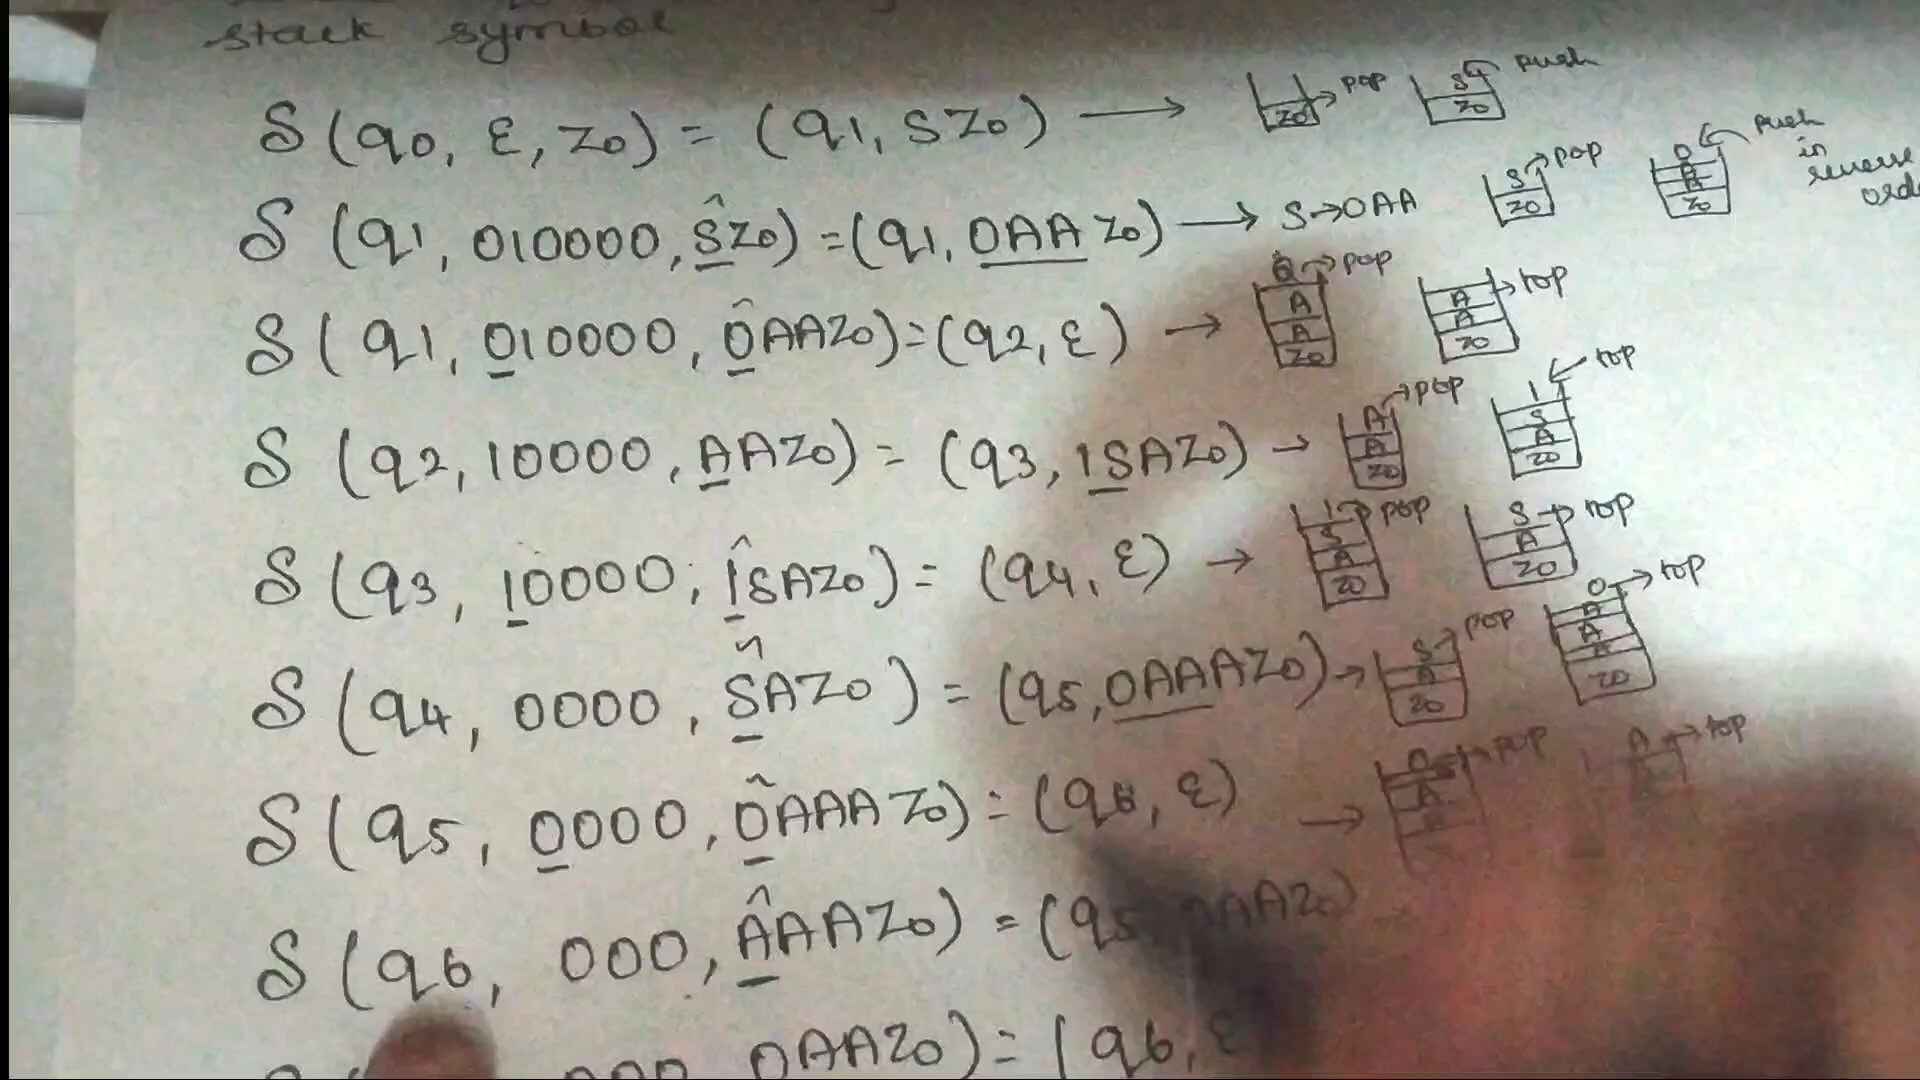 stack symbol
δ(q0, ε, z0) = (q1, Sz0) → z0 → pop S z0 push
δ(q1, 010000, Sz0) = (q1, 0AAz0) → S→0AA S z0 → pop 0 A A z0 push in reverse
δ(q1, 010000, 0AAz0) = (q2, ε) → 0 A A z0 → pop A A z0 → top
δ(q2, 10000, AAz0) = (q3, 1SAz0) → A A z0 → pop 1 S A z0 top
δ(q3, 10000, 1SAz0) = (q4, ε) → 1 S A z0 → pop S A z0 → top
δ(q4, 0000, SAz0) = (q5, 0AAAz0) → S A z0 → pop 0 A A A z0 → top
δ(q5, 0000, 0AAAz0) = (q6, ε) → 0 A → pop A → top
δ(q6, 000, AAAz0) = (q5, 0AAz0)
0AAz0) = (q6, ε